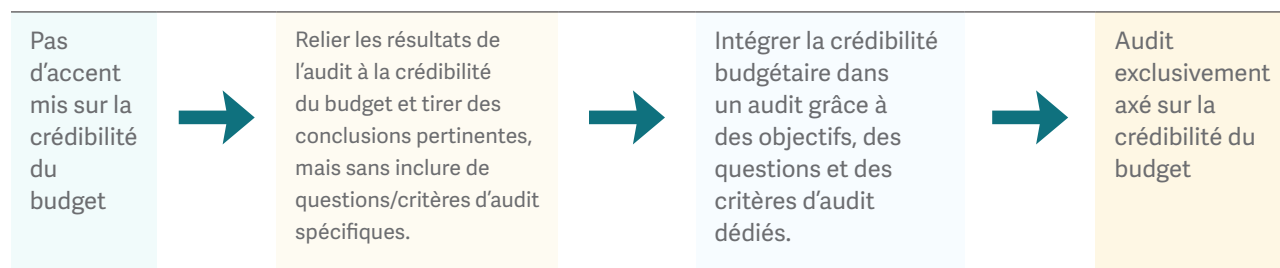 Pas
d’accent
mis sur la
crédibilité
du
budget
Relier les résultats de
l’audit à la crédibilité
du budget et tirer des
conclusions pertinentes,
mais sans inclure de
questions/critères d’audit
spécifiques.
Intégrer la crédibilité
budgétaire dans
un audit grâce à
des objectifs, des
questions et des
critères d’audit
dédiés.
Audit
exclusivement
axé sur la
crédibilité du
budget